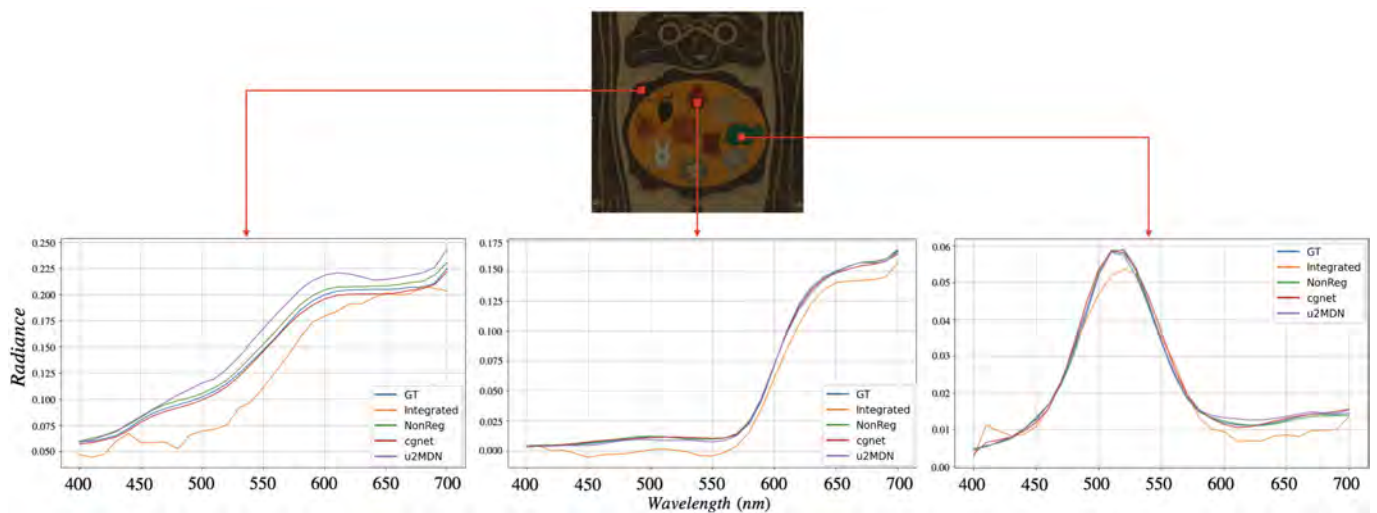 Radiance
0.250
0.225
0.200
0.175
0.150
0.125
0.100
0.075
0.050
GT
Integrated
NonReg
cgnet
u2MDN
400 450 500 550 600 650 700
0.175
0.150
0.125
0.100
0.075
0.050
0.025
0.000
GT
Integrated
NonReg
cgnet
u2MDN
400 450 500 550 600 650 700
0.06
0.05
0.04
0.03
0.02
0.01
0.00
GT
Integrated
NonReg
cgnet
u2MDN
400 450 500 550 600 650 700
Wavelength (nm)